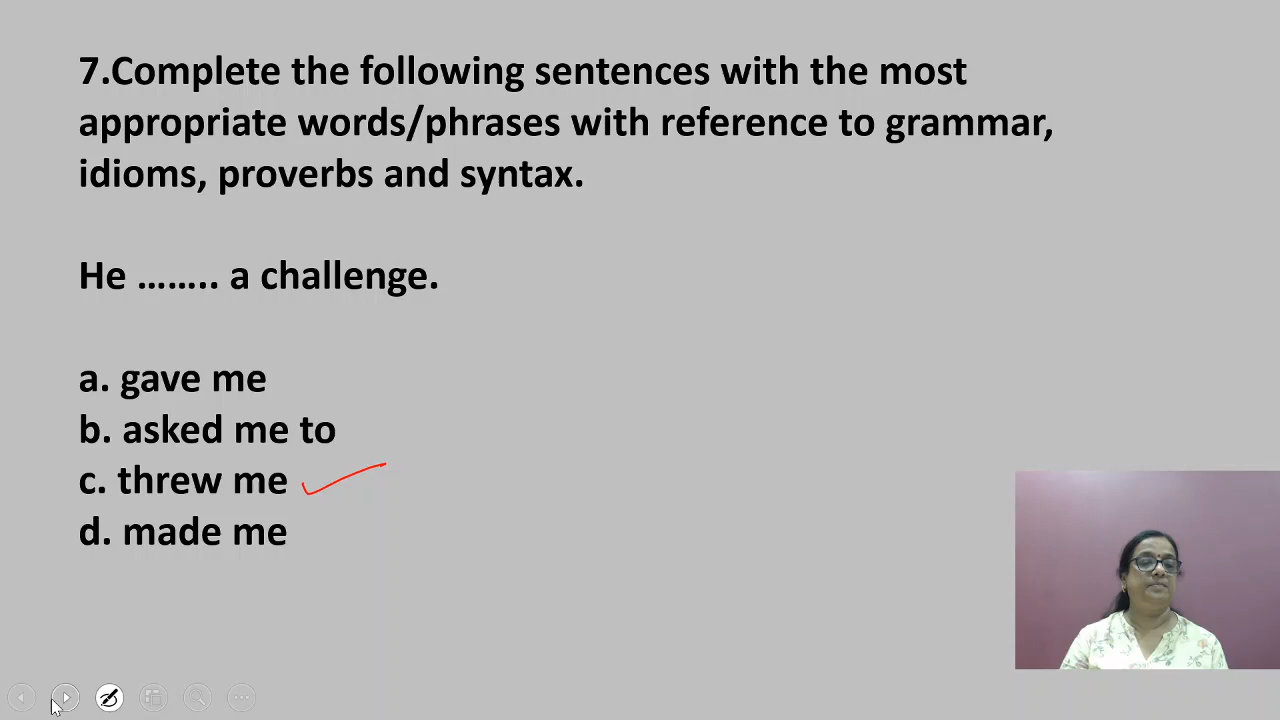 7.Complete the following sentences with the most
appropriate words/phrases with reference to grammar,
idioms, proverbs and syntax.
He …….. a challenge.
a. gave me
b. asked me to
c. threw me
d. made me